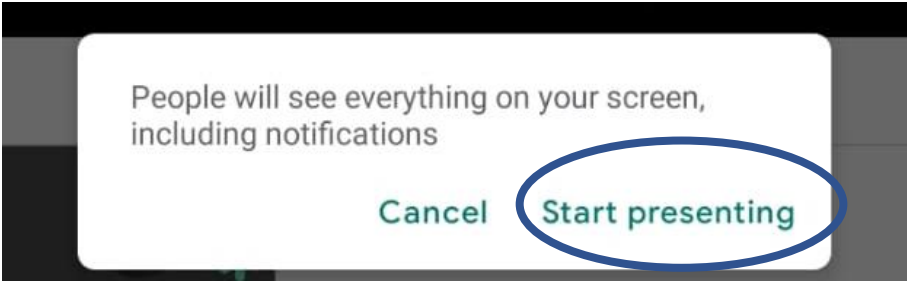 People will see everything on your screen,
including notifications
Cancel Start presenting